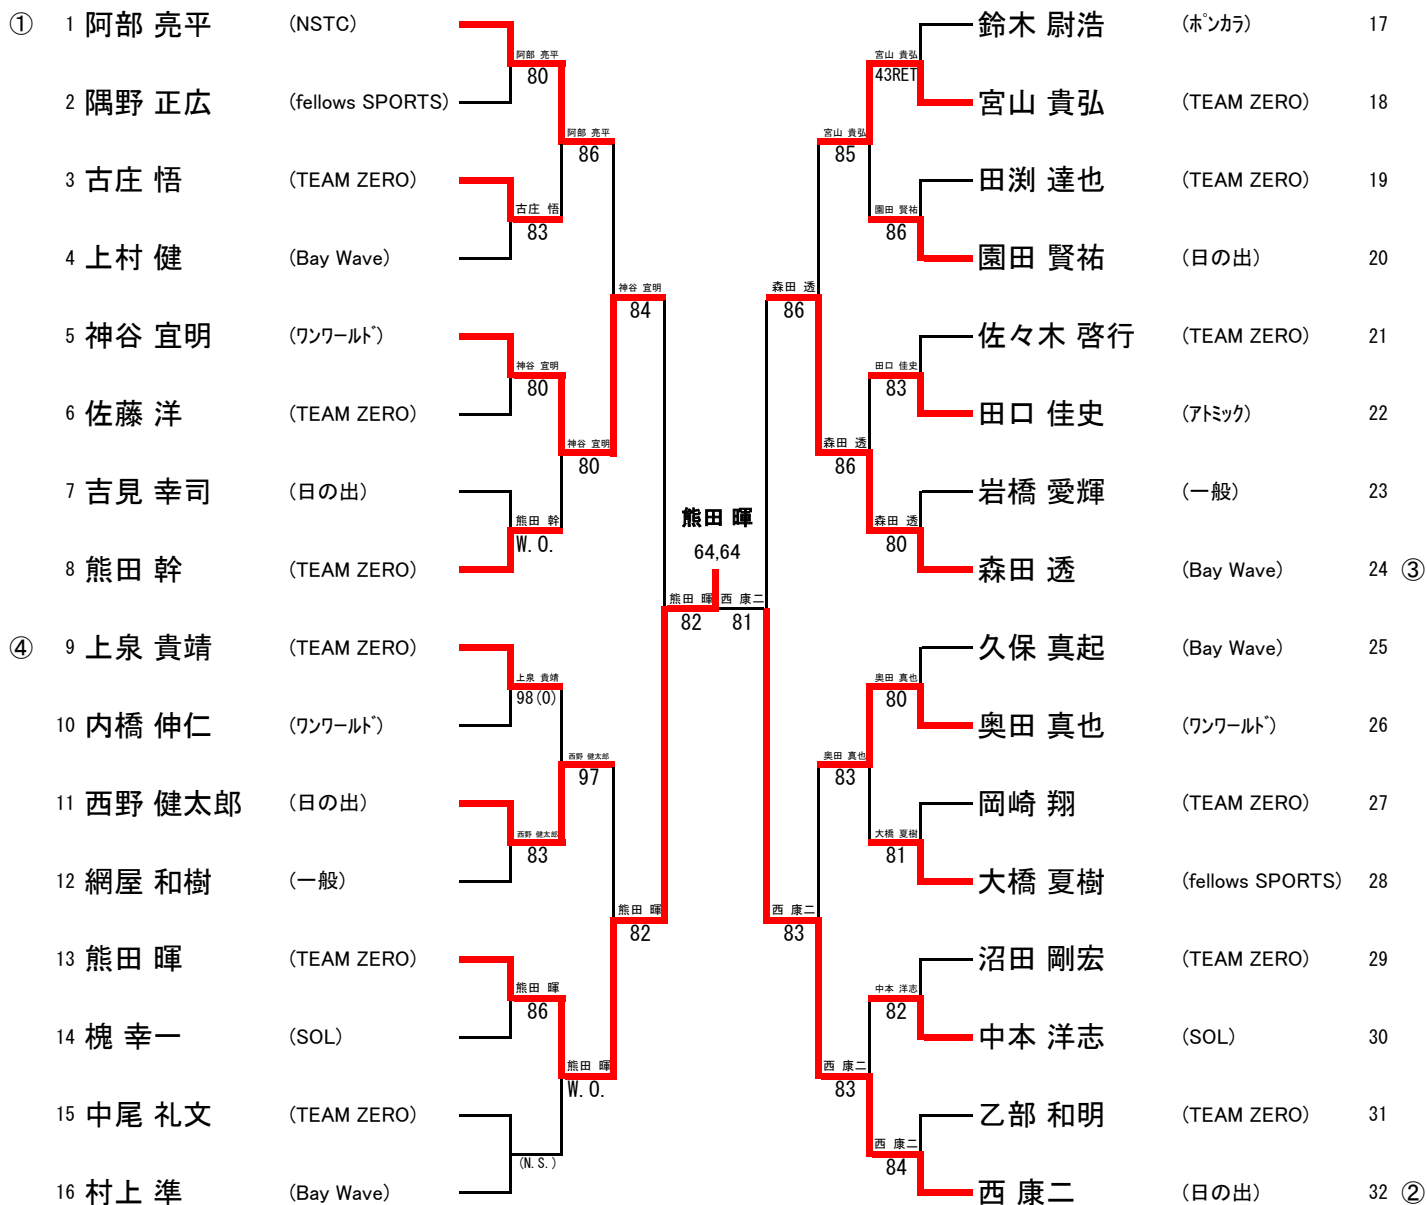 ① 1 阿部 亮平 (NSTC)
阿部 亮平
80
2 隅野 正広 (fellows SPORTS)
阿部 亮平
86
3 古庄 悟 (TEAM ZERO)
古庄 悟
83
4 上村 健 (Bay Wave)
神谷 宜明
84
5 神谷 宜明 (ワンワールド)
神谷 宜明
80
6 佐藤 洋 (TEAM ZERO)
神谷 宜明
80
7 吉見 幸司 (日の出)
熊田 幹
W.O.
8 熊田 幹 (TEAM ZERO)
熊田 暉
64,64
熊田 暉
82
西 康二
81
④ 9 上泉 貴靖 (TEAM ZERO)
上泉 貴靖
98(0)
10 内橋 伸仁 (ワンワールド)
西野 健太郎
97
11 西野 健太郎 (日の出)
西野 健太郎
83
12 網屋 和樹 (一般)
熊田 暉
82
13 熊田 暉 (TEAM ZERO)
熊田 暉
86
14 槐 幸一 (SOL)
熊田 暉
W.O.
15 中尾 礼文 (TEAM ZERO)
(N.S.)
16 村上 準 (Bay Wave)
鈴木 尉浩 (ポンカラ) 17
宮山 貴弘
43RET
宮山 貴弘 (TEAM ZERO) 18
宮山 貴弘
85
田渕 達也 (TEAM ZERO) 19
園田 賢祐
86
園田 賢祐 (日の出) 20
森田 透
86
佐々木 啓行 (TEAM ZERO) 21
田口 佳史
83
田口 佳史 (アトミック) 22
森田 透
86
岩橋 愛輝 (一般) 23
森田 透
80
森田 透 (Bay Wave) 24 ③
久保 真起 (Bay Wave) 25
奥田 真也
80
奥田 真也 (ワンワールド) 26
奥田 真也
83
岡崎 翔 (TEAM ZERO) 27
大橋 夏樹
81
大橋 夏樹 (fellows SPORTS) 28
西 康二
83
沼田 剛宏 (TEAM ZERO) 29
中本 洋志
82
中本 洋志 (SOL) 30
西 康二
83
乙部 和明 (TEAM ZERO) 31
西 康二
84
西 康二 (日の出) 32 ②